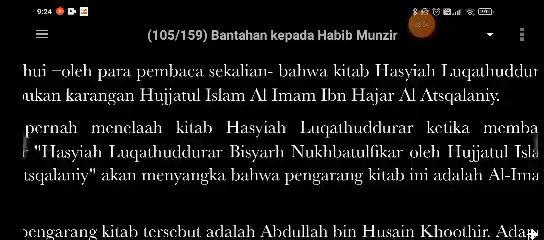 9:24
(105/159) Bantahan kepada Habib Munzir
hui –oleh para pembaca sekalian- bahwa kitab Hasyiah Luqathuddur
ukan karangan Hujjatul Islam Al Imam Ibn Hajar Al Atsqalaniy.
pernah menelaah kitab Hasyiah Luqathuddurar ketika memba
"Hasyiah Luqathuddurar Bisyarh Nukhbatulfikar oleh Hujjatul Isla
tsqalaniy" akan menyangka bahwa pengarang kitab ini adalah Al-Ima
pengarang kitab tersebut adalah Abdullah bin Husain Khoothir. Adap